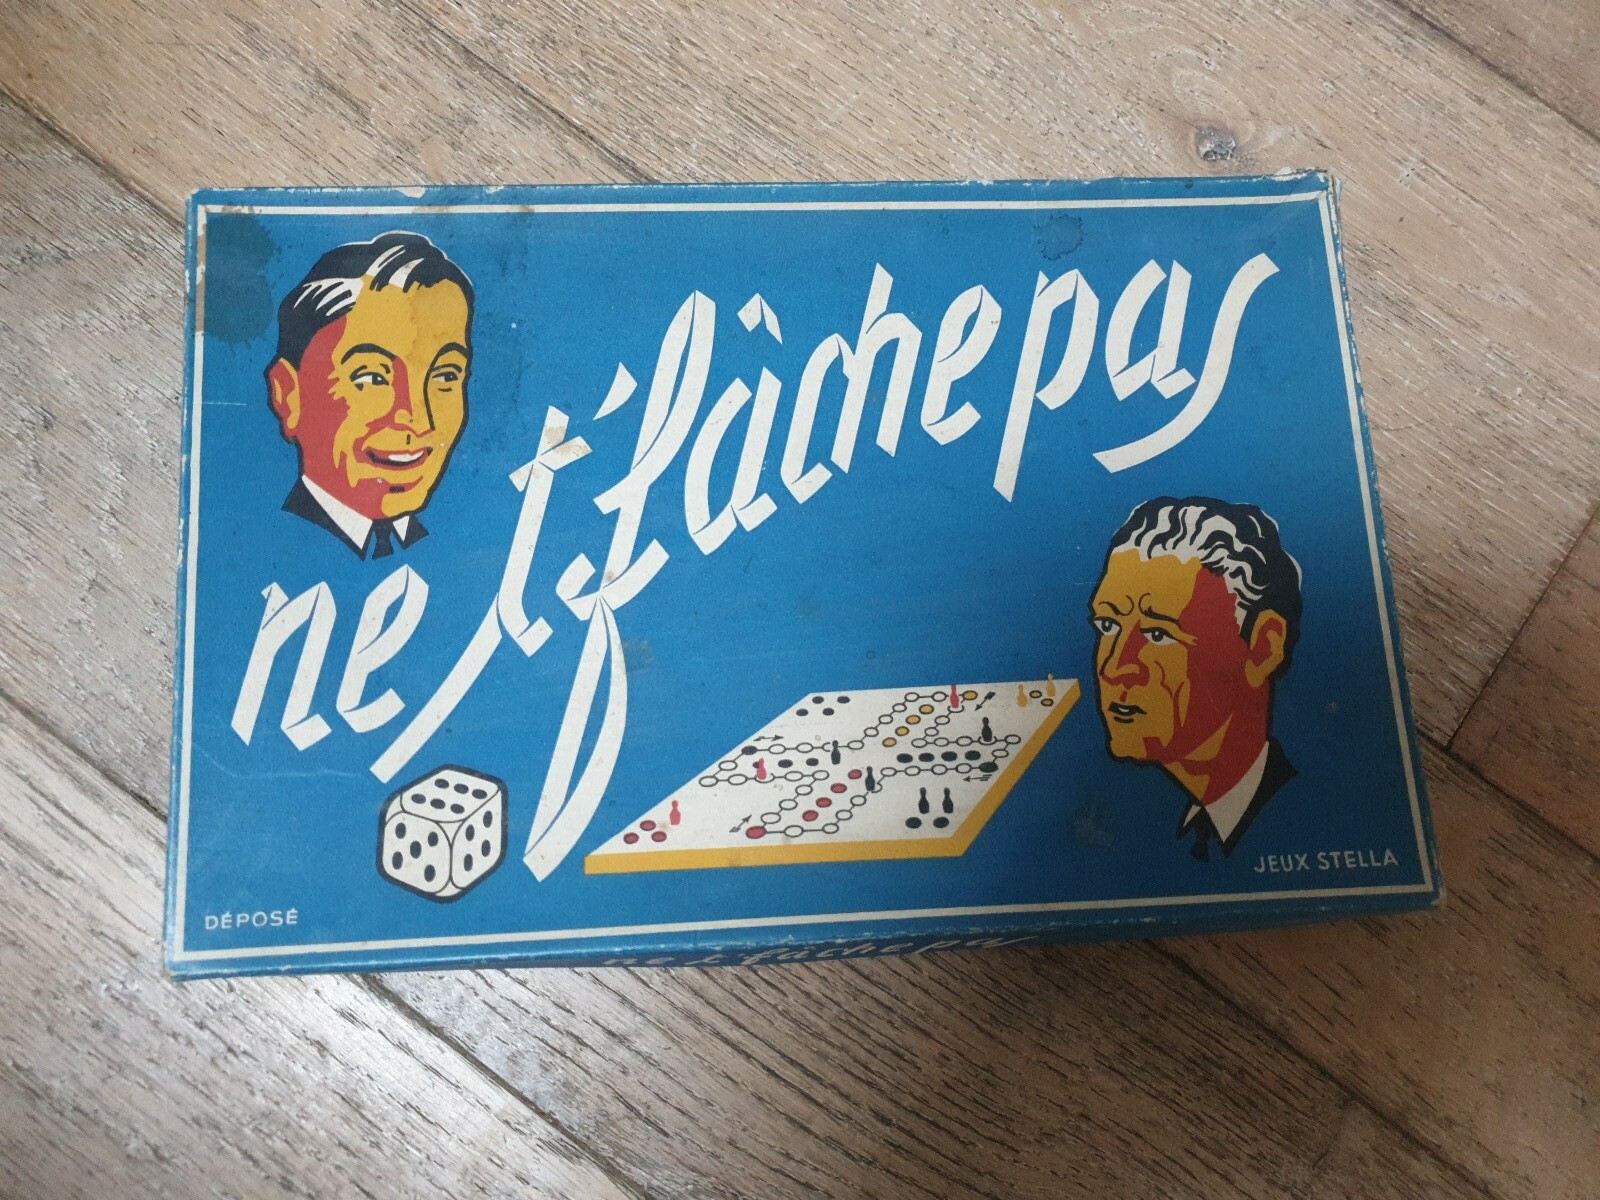 ne t'fâche pas
JEUX STELLA
DÉPOSÉ
ne t'fâche pas